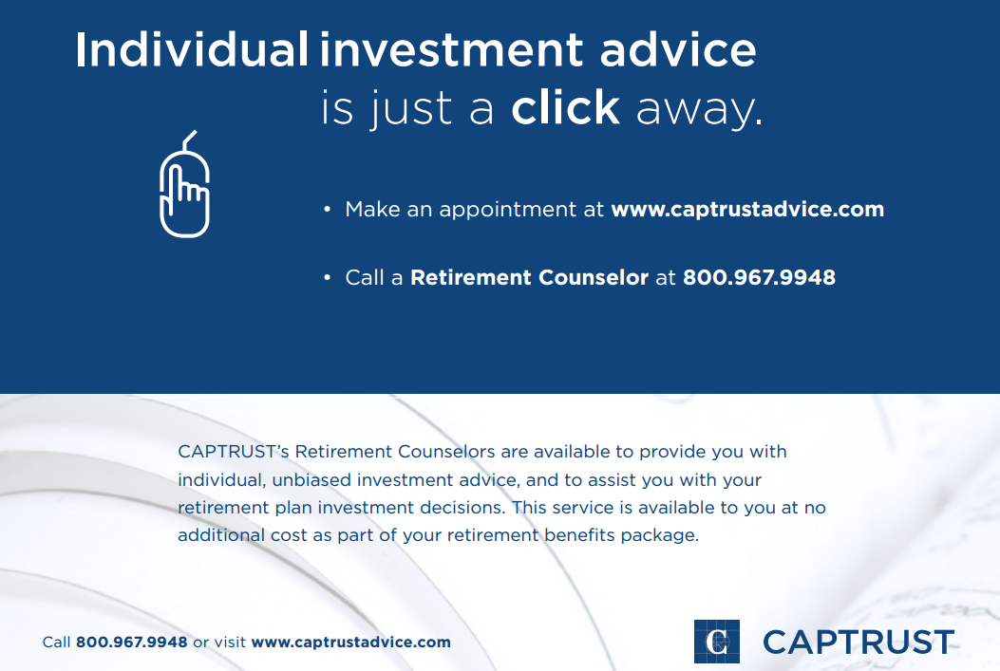 Individual investment advice
is just a click away.
• Make an appointment at www.captrustadvice.com
• Call a Retirement Counselor at 800.967.9948
CAPTRUST’s Retirement Counselors are available to provide you with
individual, unbiased investment advice, and to assist you with your
retirement plan investment decisions. This service is available to you at no
additional cost as part of your retirement benefits package.
Call 800.967.9948 or visit www.captrustadvice.com
C CAPTRUST